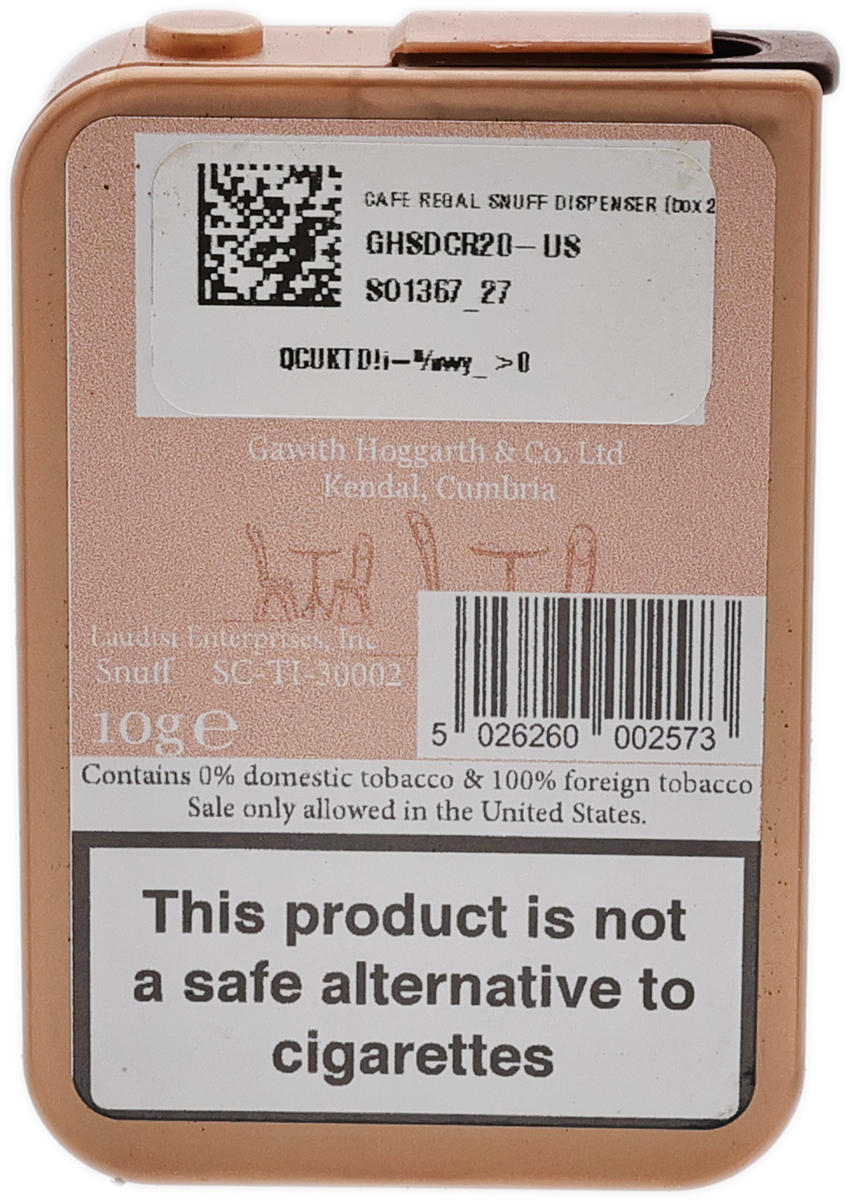 CAFE REGAL SNUFF DISPENSER (box 2
GHSDCR20-US
SO1367_27
Gawith Hoggarth & Co. Ltd
Kendal, Cumbria
Laudisi Enterprises, Inc
Snuff SC-TI-30002
10g e
5 026260 002573
Contains 0% domestic tobacco & 100% foreign tobacco
Sale only allowed in the United States.
This product is not
a safe alternative to
cigarettes